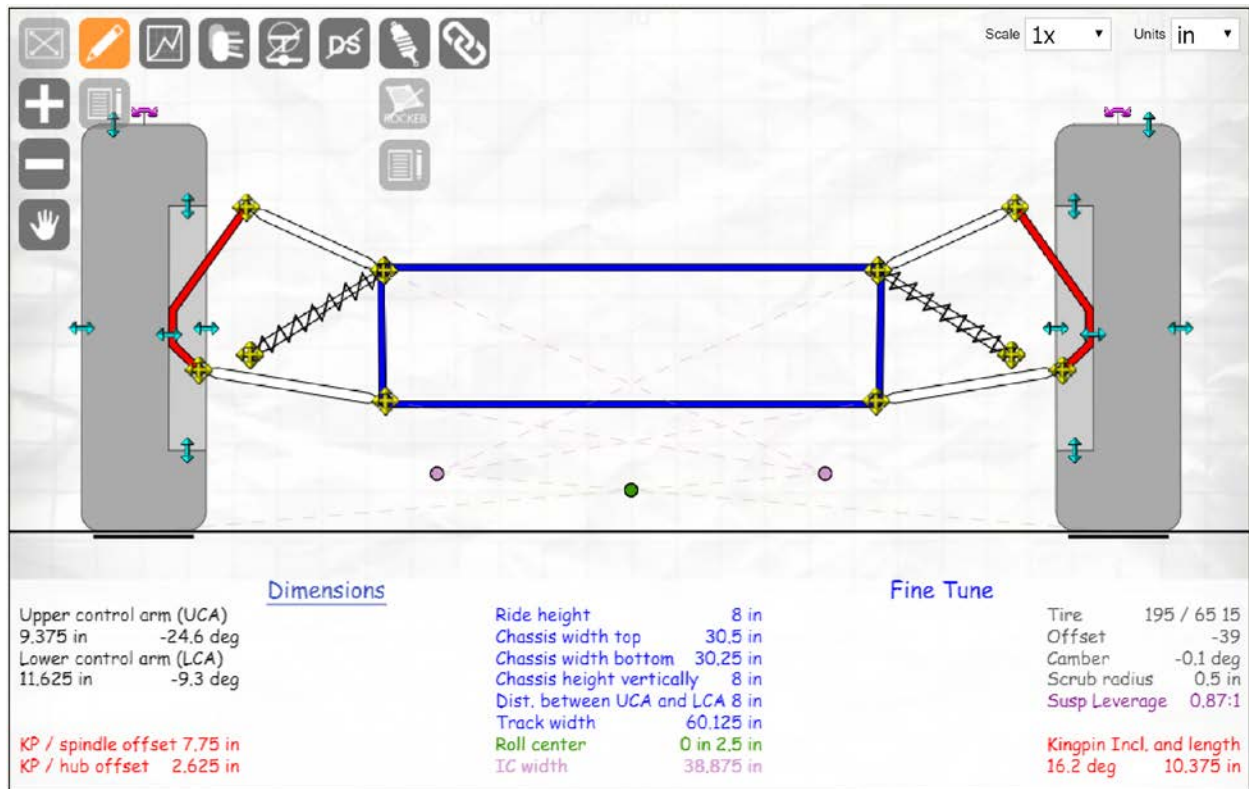 Scale 1x Units in
DS
ROCKER
Dimensions
Fine Tune
Upper control arm (UCA)
9.375 in -24.6 deg
Lower control arm (LCA)
11.625 in -9.3 deg
KP / spindle offset 7.75 in
KP / hub offset 2.625 in
Ride height 8 in
Chassis width top 30.5 in
Chassis width bottom 30.25 in
Chassis height vertically 8 in
Dist. between UCA and LCA 8 in
Track width 60.125 in
Roll center 0 in 2.5 in
IC width 38.875 in
Tire 195 / 65 15
Offset -39
Camber -0.1 deg
Scrub radius 0.5 in
Susp Leverage 0.87:1
Kingpin Incl. and length
16.2 deg 10.375 in